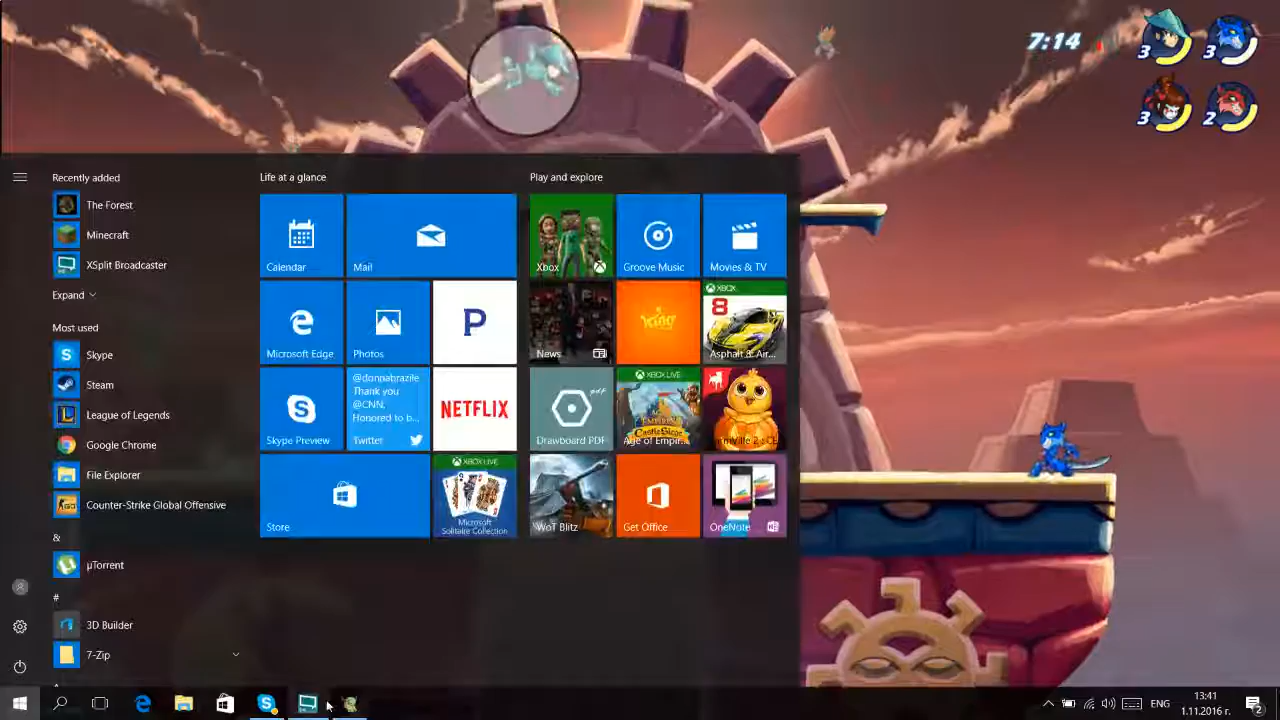 7:14
3
3
3
2
Recently added
The Forest
Minecraft
XSplit Broadcaster
Expand
Most used
Skype
Steam
League of Legends
Google Chrome
File Explorer
Counter-Strike Global Offensive
&
µTorrent
#
3D Builder
7-Zip
Life at a glance
Calendar
Mail
Microsoft Edge
Photos
P
Skype Preview
@donnabrazile
Thank you
@CNN.
Honored to b...
Twitter
NETFLIX
Store
XBOX LIVE
Microsoft
Solitaire Collection
Play and explore
Xbox
Groove Music
Movies & TV
News
King
XBOX
8
Asphalt 8: Air...
Drawboard PDF
pdf
XBOX LIVE
Age of Empir...
WoT Blitz
Get Office
OneNote
ENG
13:41
1.11.2016 г.
2